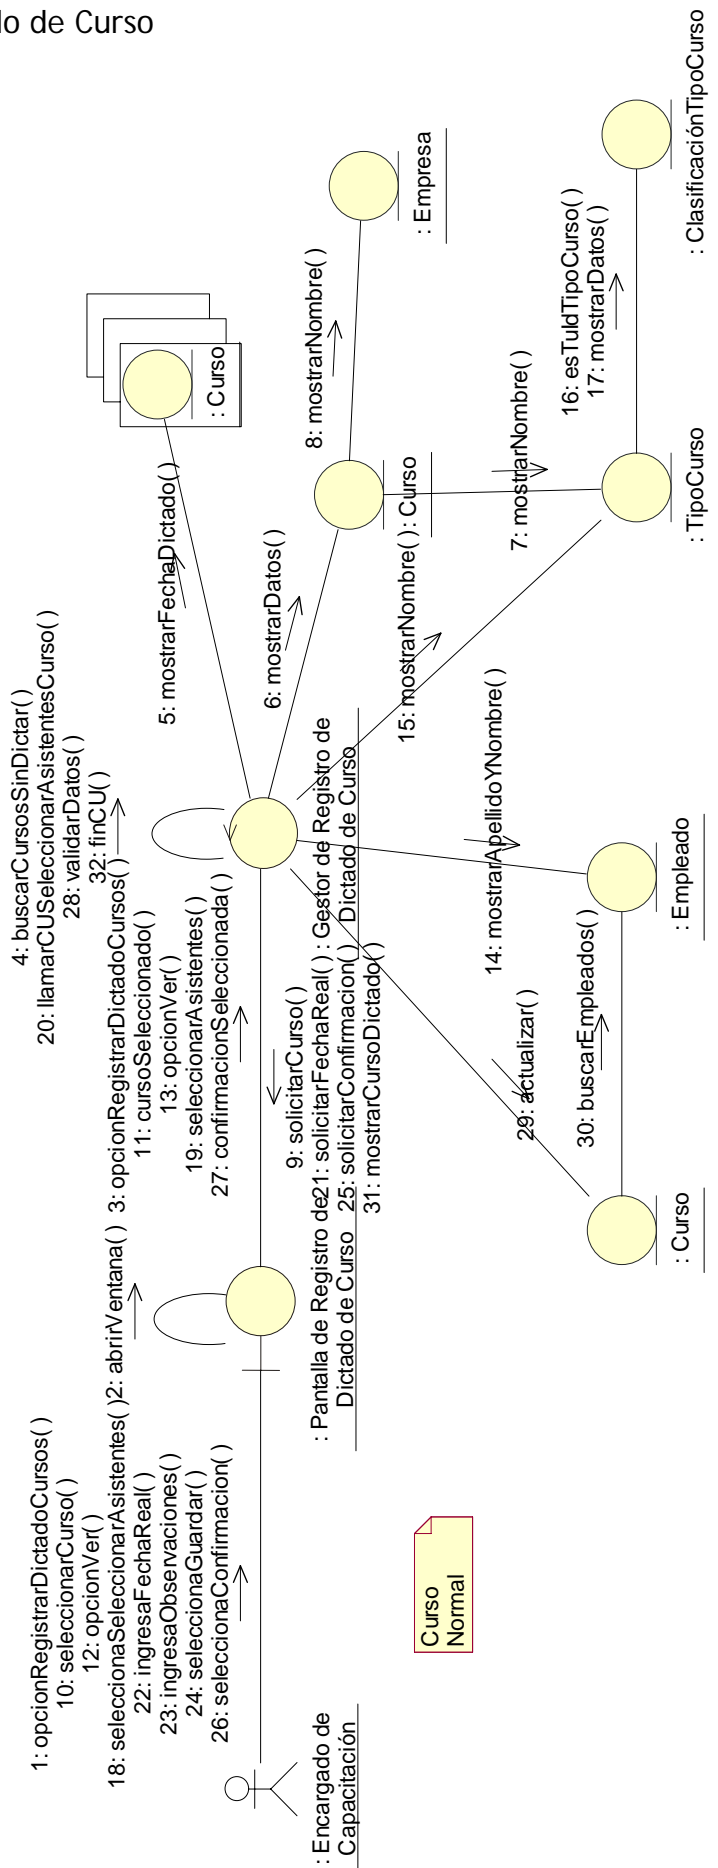 lo de Curso
1: opcionRegistrarDictadoCursos( )
10: seleccionarCurso( )
12: opcionVer( )
18: seleccionaSeleccionarAsistentes( )
22: ingresaFechaReal( )
23: ingresaObservaciones( )
24: seleccionaGuardar( )
26: seleccionaConfirmacion( )
: Encargado de
Capacitación
2: abrirVentana( )
: Pantalla de Registro de
Dictado de Curso
3: opcionRegistrarDictadoCursos( )
11: cursoSeleccionado( )
13: opcionVer( )
19: seleccionarAsistentes( )
27: confirmacionSeleccionada( )
9: solicitarCurso( )
21: solicitarFechaReal( )
25: solicitarConfirmacion( )
31: mostrarCursoDictado( )
4: buscarCursosSinDictar( )
20: llamarCUSeleccionarAsistentesCurso( )
28: validarDatos( )
32: finCU( )
: Gestor de Registro de
Dictado de Curso
5: mostrarFechaDictado( )
: Curso
6: mostrarDatos( )
: Curso
8: mostrarNombre( )
: Empresa
7: mostrarNombre( )
15: mostrarNombre( )
: TipoCurso
16: esTuIdTipoCurso( )
17: mostrarDatos( )
: ClasificaciónTipoCurso
14: mostrarApellidoYNombre( )
: Empleado
29: actualizar( )
30: buscarEmpleados( )
: Curso
Curso
Normal